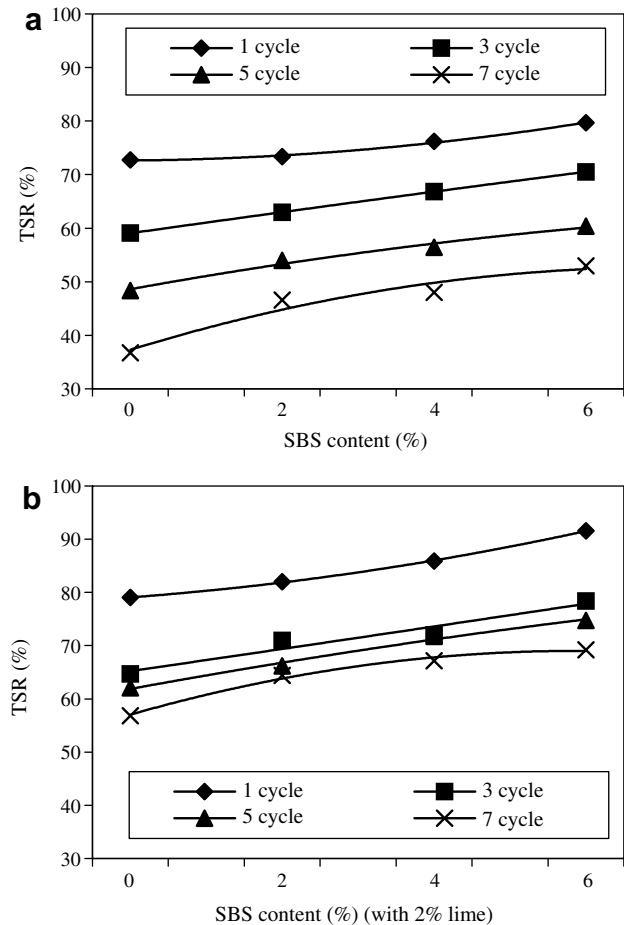 a
100
90
80
70
60
50
40
30
TSR (%)
1 cycle
3 cycle
5 cycle
7 cycle
0 2 4 6
SBS content (%)
b
100
90
80
70
60
50
40
30
TSR (%)
1 cycle
3 cycle
5 cycle
7 cycle
0 2 4 6
SBS content (%) (with 2% lime)